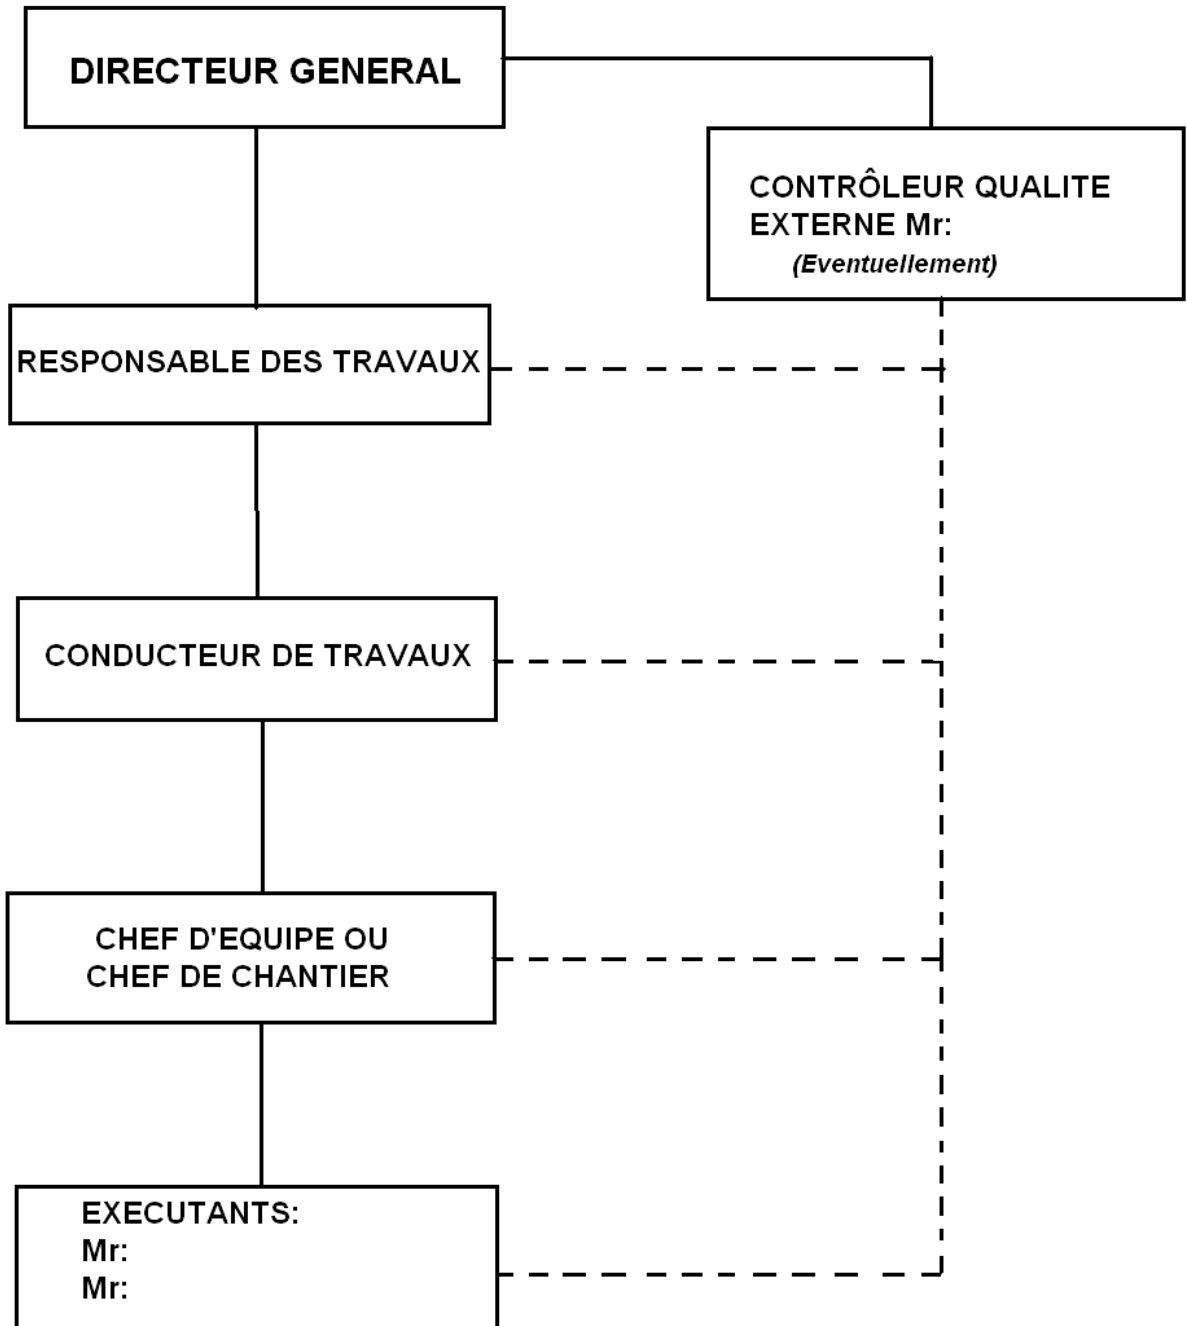 DIRECTEUR GENERAL
CONTRÔLEUR QUALITE
EXTERNE Mr:
(Eventuellement)
RESPONSABLE DES TRAVAUX
CONDUCTEUR DE TRAVAUX
CHEF D'EQUIPE OU
CHEF DE CHANTIER
EXECUTANTS:
Mr:
Mr: